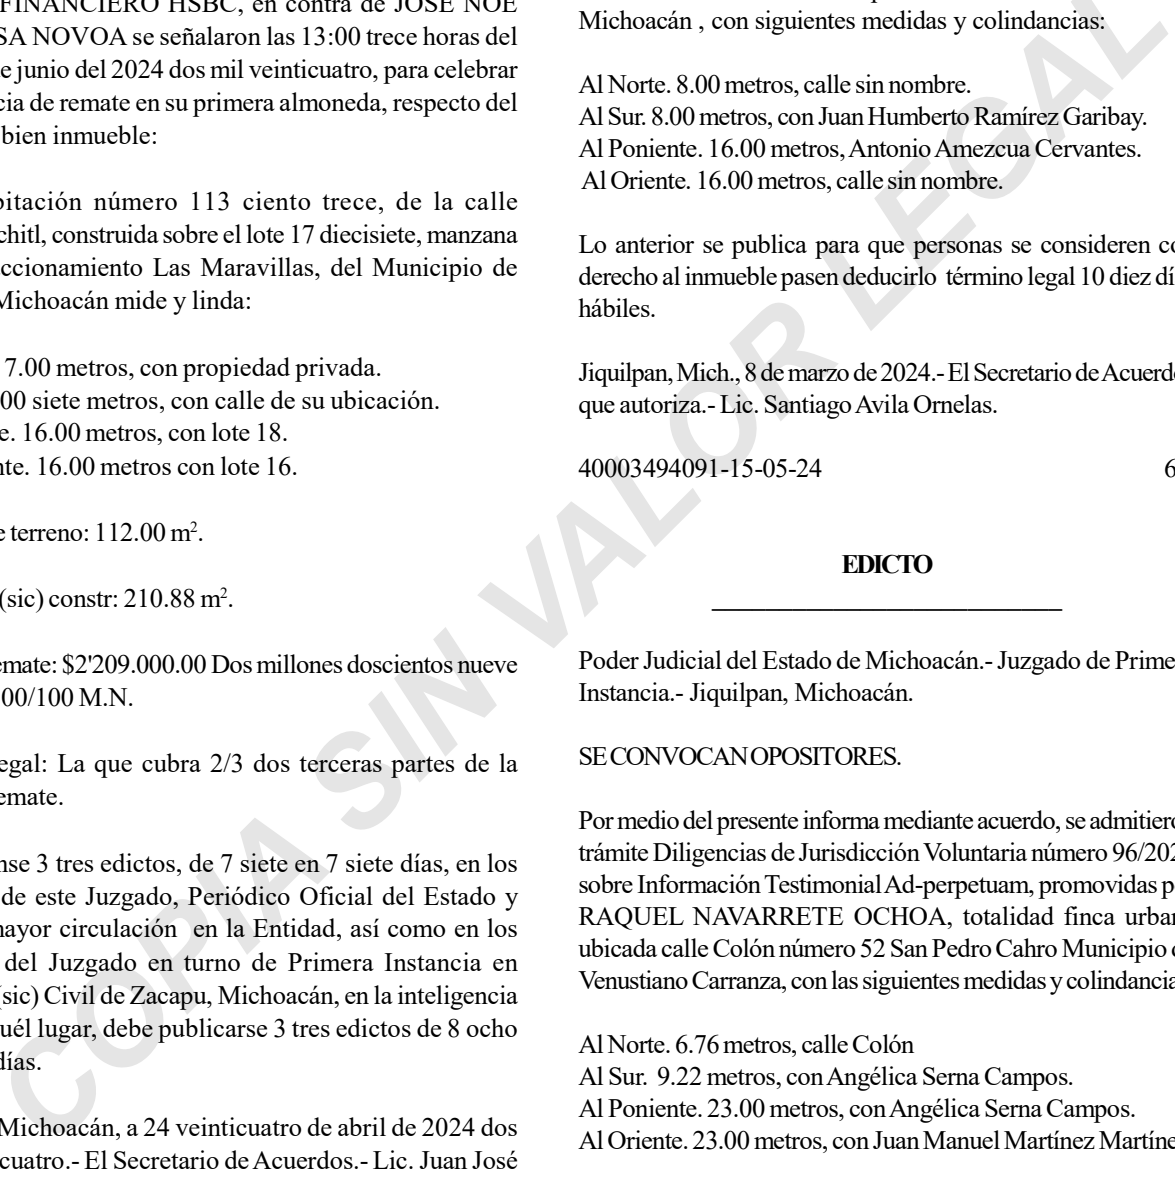 FINANCIERO HSBC, en contra de JOSÉ NOÉ
SA NOVOA se señalaron las 13:00 trece horas del
e junio del 2024 dos mil veinticuatro, para celebrar
cia de remate en su primera almoneda, respecto del
bien inmueble:
bitación número 113 ciento trece, de la calle
chitl, construida sobre el lote 17 diecisiete, manzana
ccionamiento Las Maravillas, del Municipio de
Michoacán mide y linda:
7.00 metros, con propiedad privada.
00 siete metros, con calle de su ubicación.
e. 16.00 metros, con lote 18.
nte. 16.00 metros con lote 16.
e terreno: 112.00 m².
(sic) constr: 210.88 m².
emate: $2'209.000.00 Dos millones doscientos nueve
00/100 M.N.
egal: La que cubra 2/3 dos terceras partes de la
emate.
nse 3 tres edictos, de 7 siete en 7 siete días, en los
de este Juzgado, Periódico Oficial del Estado y
mayor circulación en la Entidad, así como en los
del Juzgado en turno de Primera Instancia en
(sic) Civil de Zacapu, Michoacán, en la inteligencia
uél lugar, debe publicarse 3 tres edictos de 8 ocho
días.
Michoacán, a 24 veinticuatro de abril de 2024 dos
cuatro.- El Secretario de Acuerdos.- Lic. Juan José
Michoacán , con siguientes medidas y colindancias:
Al Norte. 8.00 metros, calle sin nombre.
Al Sur. 8.00 metros, con Juan Humberto Ramírez Garibay.
Al Poniente. 16.00 metros, Antonio Amezcua Cervantes.
Al Oriente. 16.00 metros, calle sin nombre.
Lo anterior se publica para que personas se consideren co
derecho al inmueble pasen deducirlo término legal 10 diez dí
hábiles.
Jiquilpan, Mich., 8 de marzo de 2024.- El Secretario de Acuerdo
que autoriza.- Lic. Santiago Avila Ornelas.
40003494091-15-05-24 6
EDICTO
Poder Judicial del Estado de Michoacán.- Juzgado de Prime
Instancia.- Jiquilpan, Michoacán.
SE CONVOCAN OPOSITORES.
Por medio del presente informa mediante acuerdo, se admitiero
trámite Diligencias de Jurisdicción Voluntaria número 96/202
sobre Información Testimonial Ad-perpetuam, promovidas p
RAQUEL NAVARRETE OCHOA, totalidad finca urban
ubicada calle Colón número 52 San Pedro Cahro Municipio d
Venustiano Carranza, con las siguientes medidas y colindancia
Al Norte. 6.76 metros, calle Colón
Al Sur. 9.22 metros, con Angélica Serna Campos.
Al Poniente. 23.00 metros, con Angélica Serna Campos.
Al Oriente. 23.00 metros, con Juan Manuel Martínez Martíne
COPIA SIN VALOR LEGAL